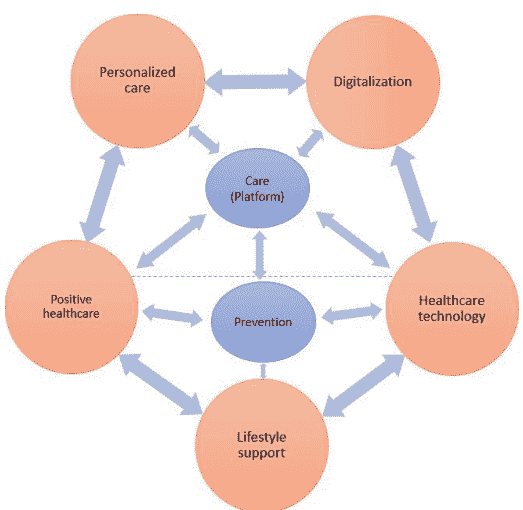 Personalized
care
Digitalization
Care
(Platform)
Positive
healthcare
Healthcare
technology
Prevention
Lifestyle
support